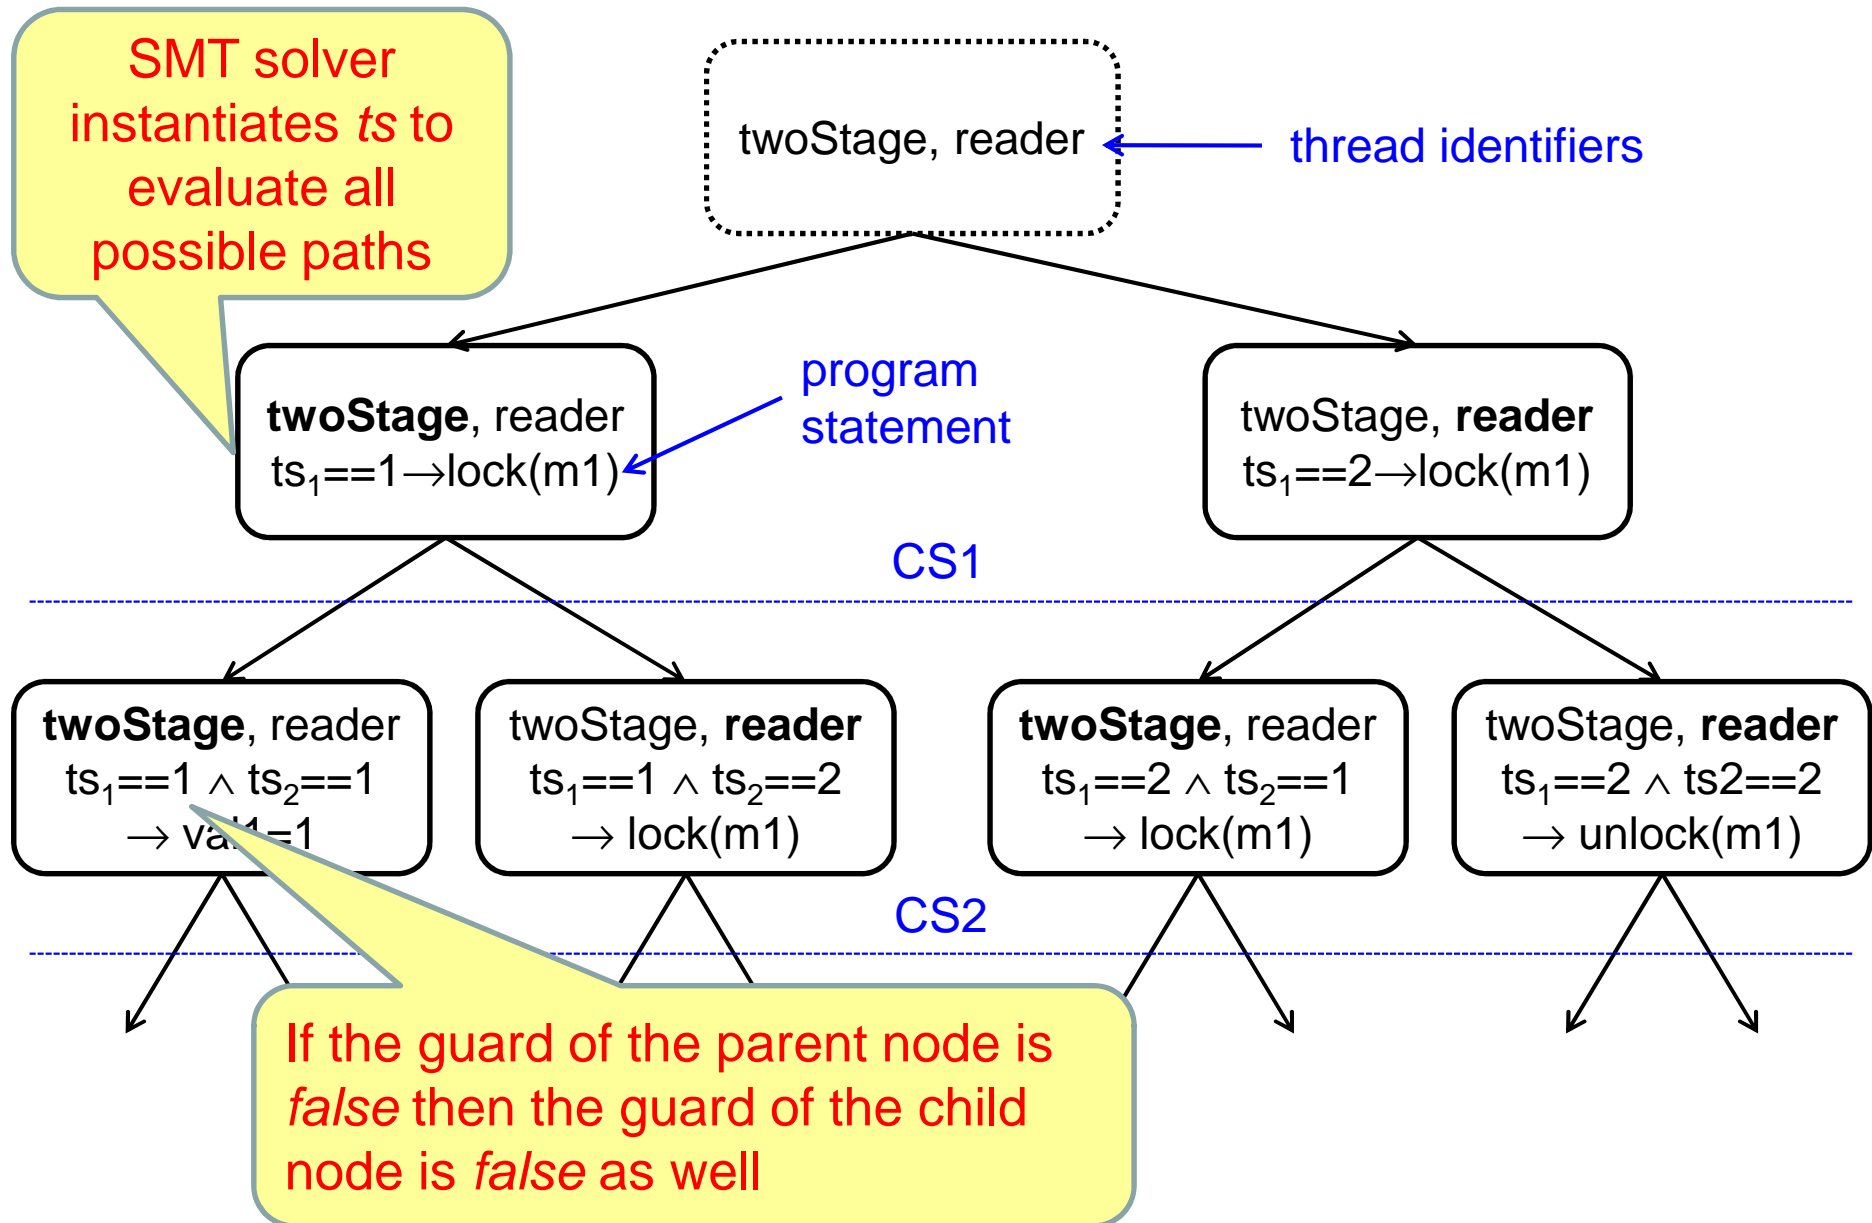 SMT solver
instantiates ts to
evaluate all
possible paths
twoStage, reader
thread identifiers
twoStage, reader
ts₁==1→lock(m1)
program
statement
twoStage, reader
ts₁==2→lock(m1)
CS1
twoStage, reader
ts₁==1 ∧ ts₂==1
→ val1=1
twoStage, reader
ts₁==1 ∧ ts₂==2
→ lock(m1)
twoStage, reader
ts₁==2 ∧ ts₂==1
→ lock(m1)
twoStage, reader
ts₁==2 ∧ ts2==2
→ unlock(m1)
CS2
If the guard of the parent node is
false then the guard of the child
node is false as well